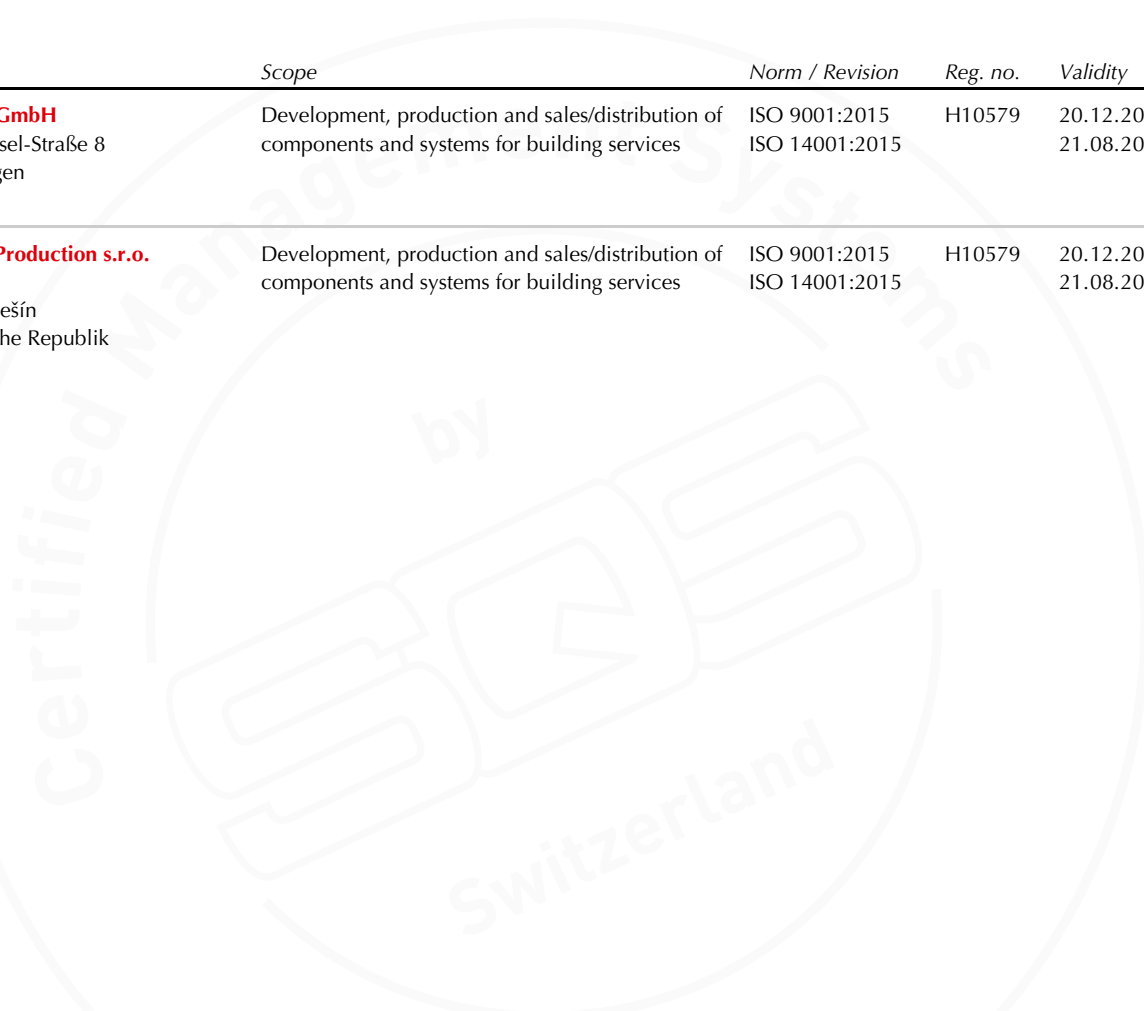 Scope Norm / Revision Reg. no. Validity
GmbH Development, production and sales/distribution of ISO 9001:2015 H10579 20.12.20
sel-Straße 8 components and systems for building services ISO 14001:2015 21.08.20
gen
Production s.r.o. Development, production and sales/distribution of ISO 9001:2015 H10579 20.12.20
components and systems for building services ISO 14001:2015 21.08.20
ešín
he Republik
Certified Management Systems
by
SQS
Switzerland